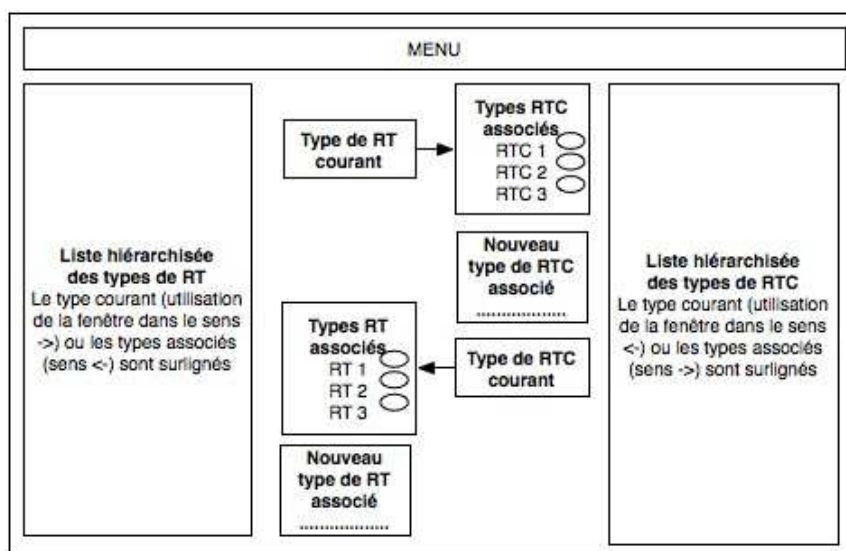 MENU
Liste hiérarchisée
des types de RT
Le type courant (utilisation
de la fenêtre dans le sens
->) ou les types associés
(sens <-) sont surlignés
Type de RT
courant
Types RTC
associés
RTC 1
RTC 2
RTC 3
Nouveau
type de RTC
associé
....................
Types RT
associés
RT 1
RT 2
RT 3
Type de RTC
courant
Nouveau
type de RT
associé
....................
Liste hiérarchisée
des types de RTC
Le type courant (utilisation
de la fenêtre dans le sens
<-) ou les types associés
(sens ->) sont surlignés